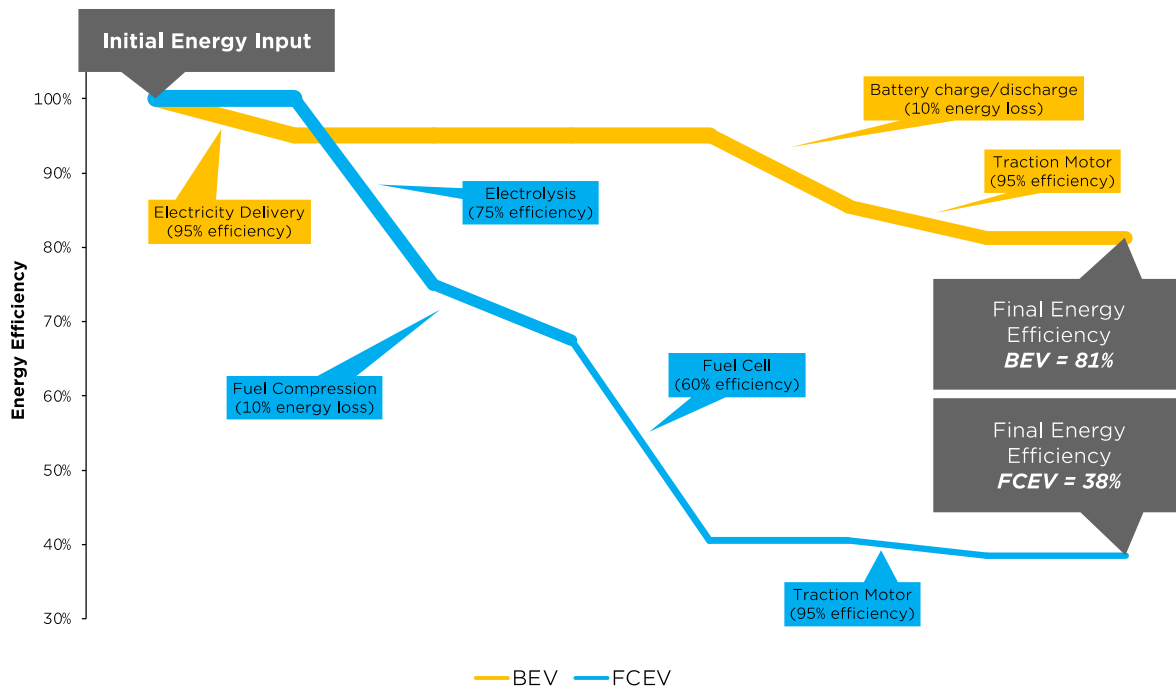 Initial Energy Input
Energy Efficiency
100%
90%
80%
70%
60%
50%
40%
30%
Electricity Delivery
(95% efficiency)
Electrolysis
(75% efficiency)
Fuel Compression
(10% energy loss)
Fuel Cell
(60% efficiency)
Battery charge/discharge
(10% energy loss)
Traction Motor
(95% efficiency)
Final Energy
Efficiency
BEV = 81%
Final Energy
Efficiency
FCEV = 38%
Traction Motor
(95% efficiency)
BEV
FCEV